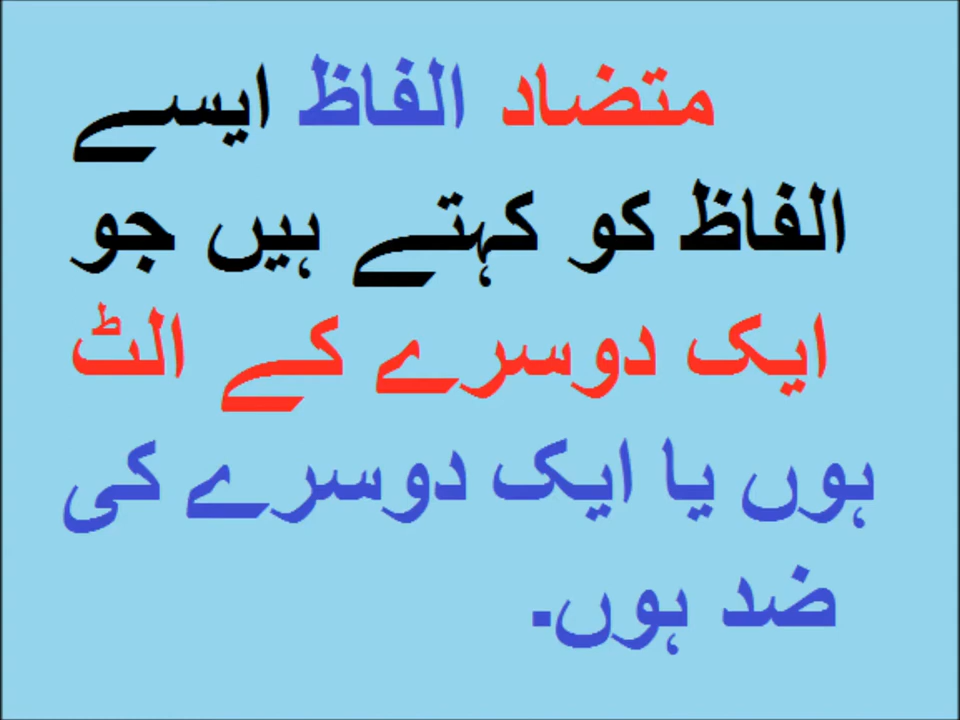 متضاد الفاظ ایسے
الفاظ کو کہتے ہیں جو
ایک دوسرے کے الٹ
ہوں یا ایک دوسرے کی
ضد ہوں۔